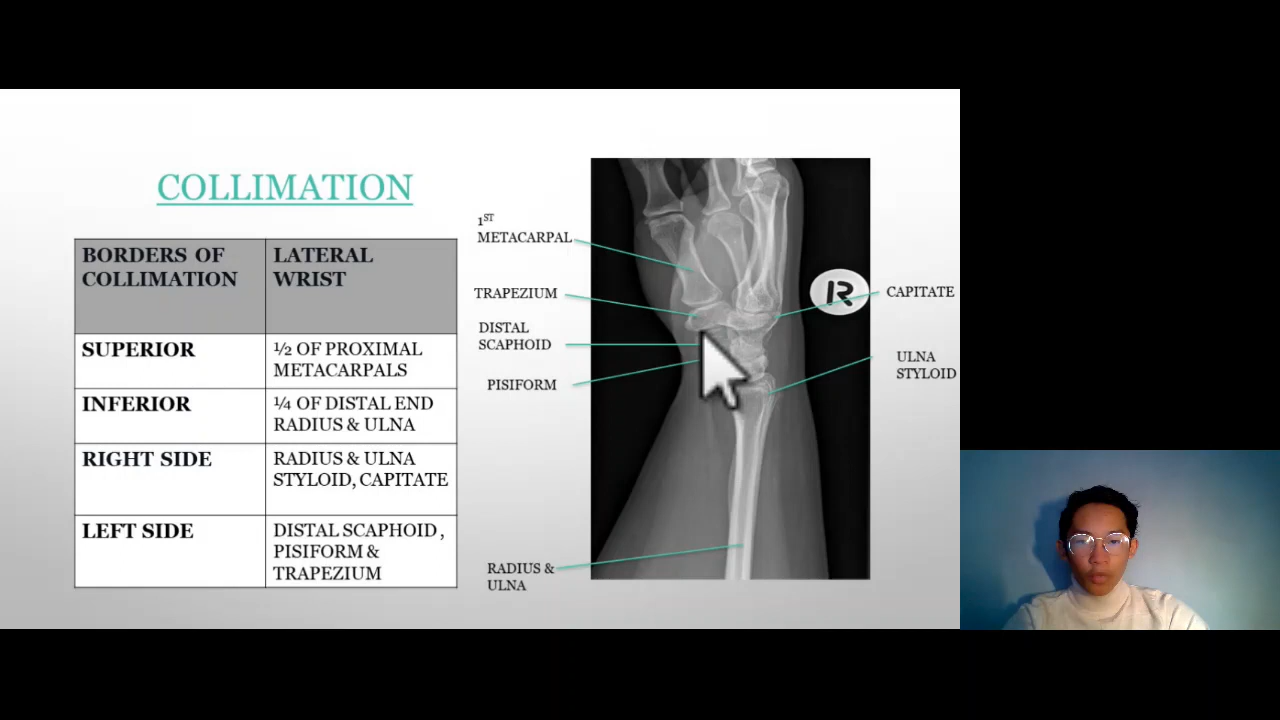 COLLIMATION
BORDERS OF
COLLIMATION
LATERAL
WRIST
SUPERIOR
½ OF PROXIMAL
METACARPALS
INFERIOR
¼ OF DISTAL END
RADIUS & ULNA
RIGHT SIDE
RADIUS & ULNA
STYLOID, CAPITATE
LEFT SIDE
DISTAL SCAPHOID ,
PISIFORM &
TRAPEZIUM
1ST
METACARPAL
TRAPEZIUM
DISTAL
SCAPHOID
PISIFORM
RADIUS &
ULNA
R
CAPITATE
ULNA
STYLOID